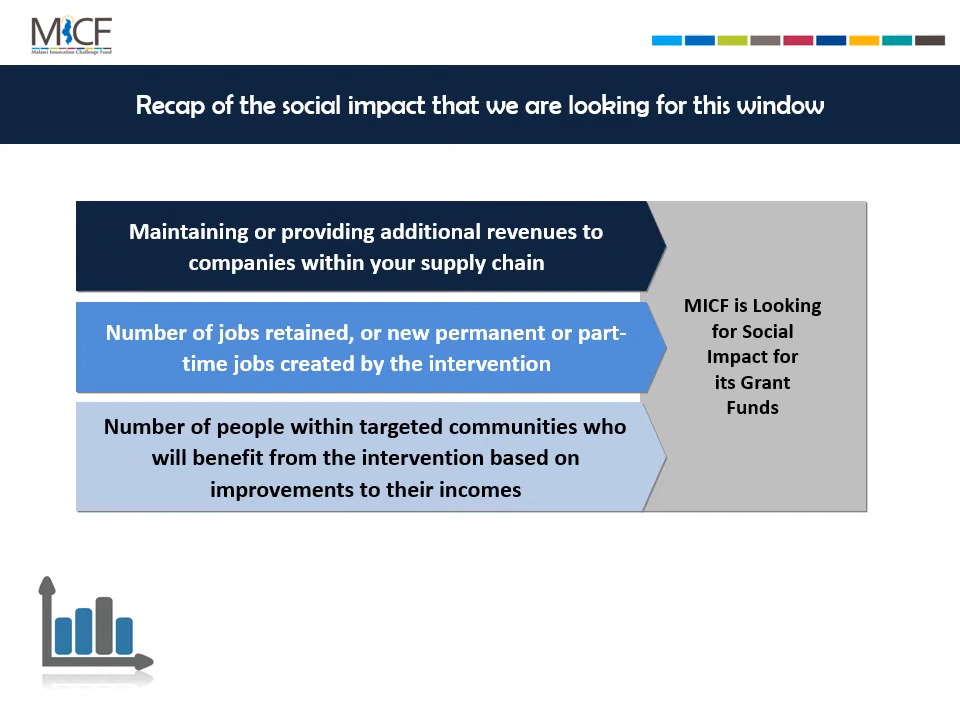 MICF
Malawi Innovation Challenge Fund
Recap of the social impact that we are looking for this window
Maintaining or providing additional revenues to
companies within your supply chain
Number of jobs retained, or new permanent or part-
time jobs created by the intervention
Number of people within targeted communities who
will benefit from the intervention based on
improvements to their incomes
MICF is Looking
for Social
Impact for
its Grant
Funds